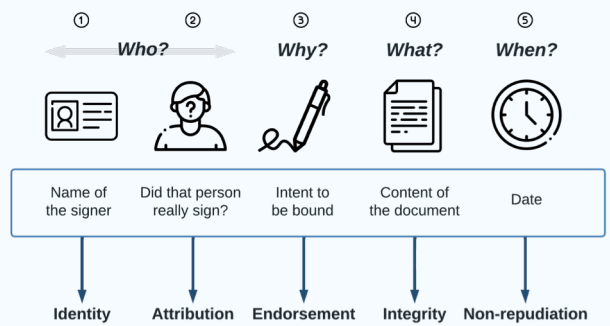 ① ② ③ ④ ⑤
Who? Why? What? When?
?
Name of Did that person Intent to Content of Date
the signer really sign? be bound the document
Identity Attribution Endorsement Integrity Non-repudiation